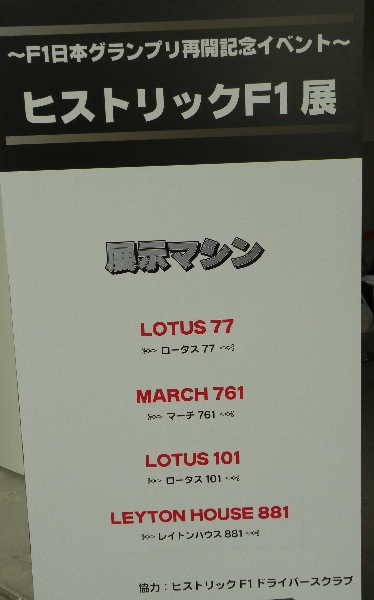 ～F1日本グランプリ再開記念イベント～
ヒストリックF1展
展示マシン
LOTUS 77
ロータス 77
MARCH 761
マーチ 761
LOTUS 101
ロータス 101
LEYTON HOUSE 881
レイトンハウス 881
協力：ヒストリック F1 ドライバースクラブ